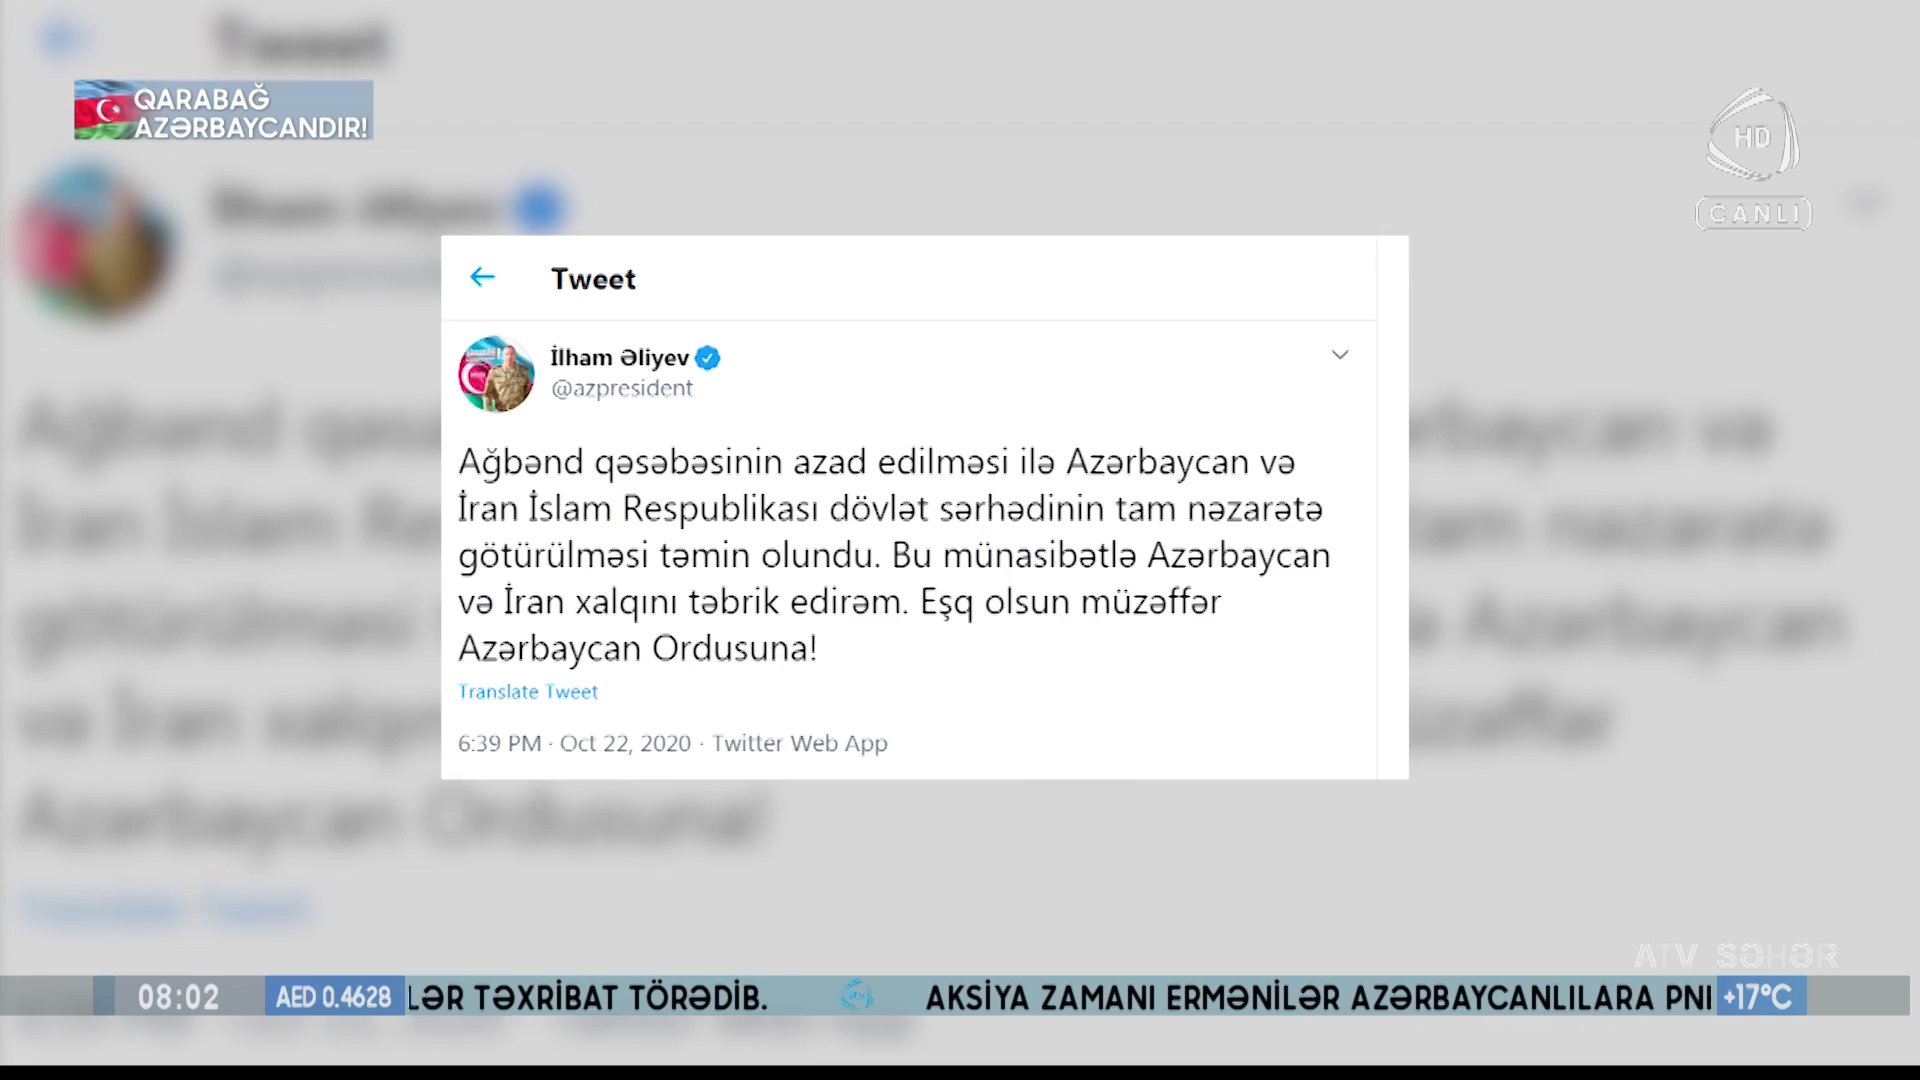 QARABAĞ
AZƏRBAYCANDIR!
HD
CANLI
Tweet
İlham Əliyev
@azpresident
Ağbənd qəsəbəsinin azad edilməsi ilə Azərbaycan və
İran İslam Respublikası dövlət sərhədinin tam nəzarətə
götürülməsi təmin olundu. Bu münasibətlə Azərbaycan
və İran xalqını təbrik edirəm. Eşq olsun müzəffər
Azərbaycan Ordusuna!
Translate Tweet
6:39 PM · Oct 22, 2020 · Twitter Web App
ATV SƏHƏR
08:02 AED 0.4628 LƏR TƏXRİBAT TÖRƏDİB. atv AKSİYA ZAMANI ERMƏNİLƏR AZƏRBAYCANLILARA PNI +17°C